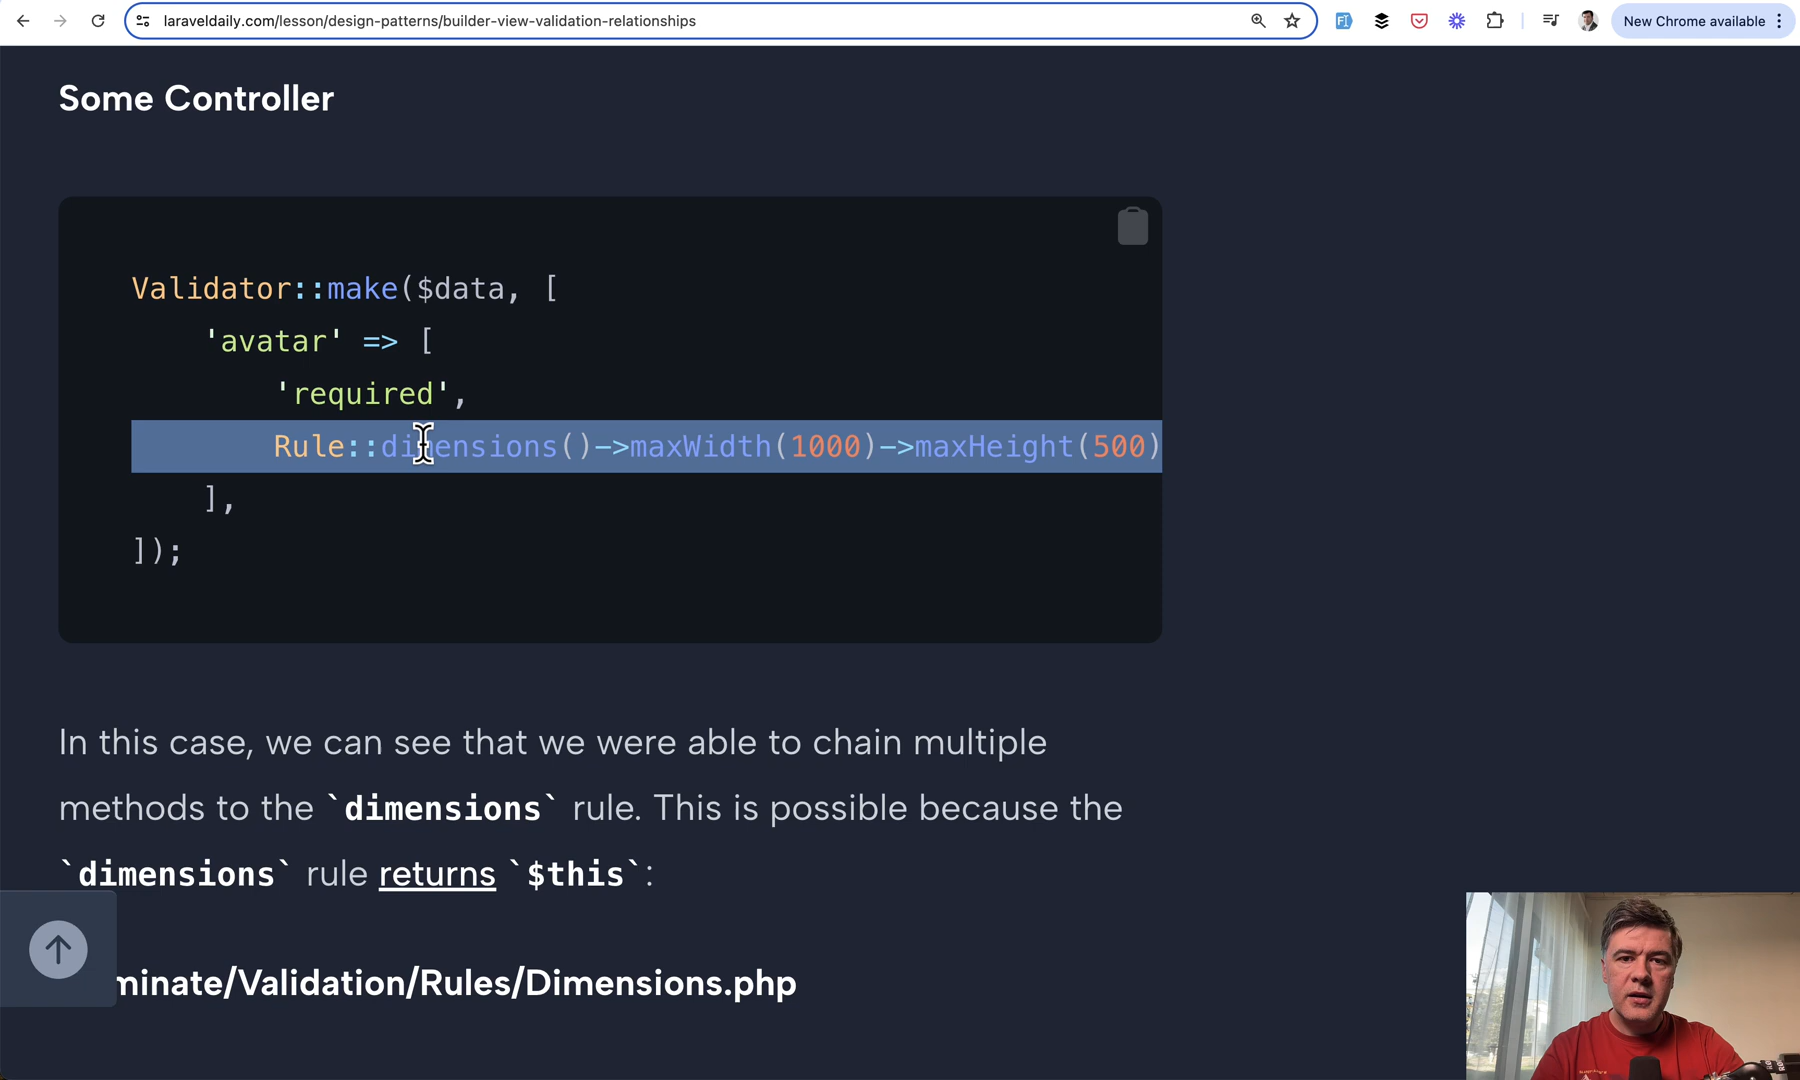 laraveldaily.com/lesson/design-patterns/builder-view-validation-relationships
New Chrome available
Some Controller
Validator::make($data, [
'avatar' => [
'required',
Rule::dimensions()->maxWidth(1000)->maxHeight(500)
],
]);
In this case, we can see that we were able to chain multiple
methods to the `dimensions` rule. This is possible because the
`dimensions` rule returns `$this`:
minate/Validation/Rules/Dimensions.php